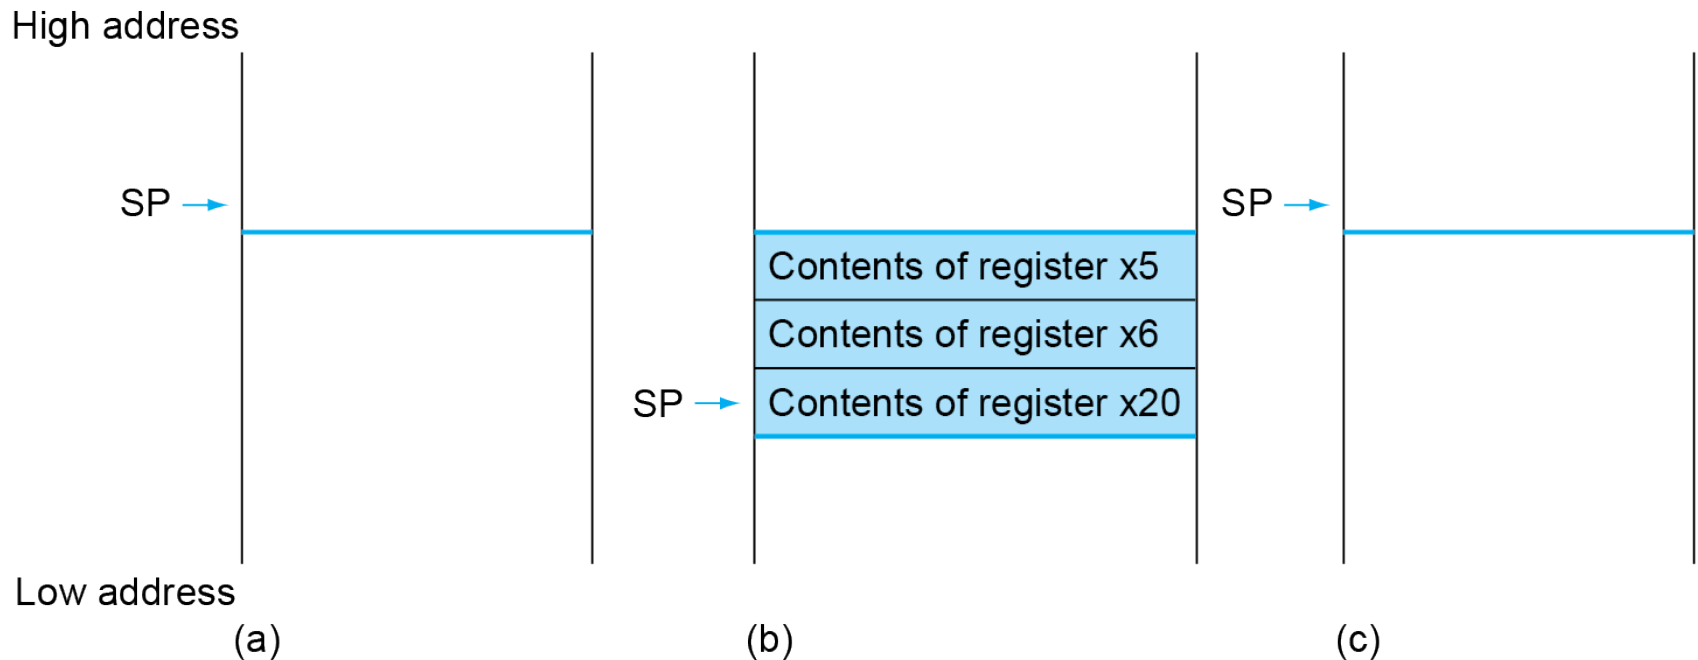 High address
SP
SP
Contents of register x5
Contents of register x6
SP
Contents of register x20
Low address
(a)
(b)
(c)